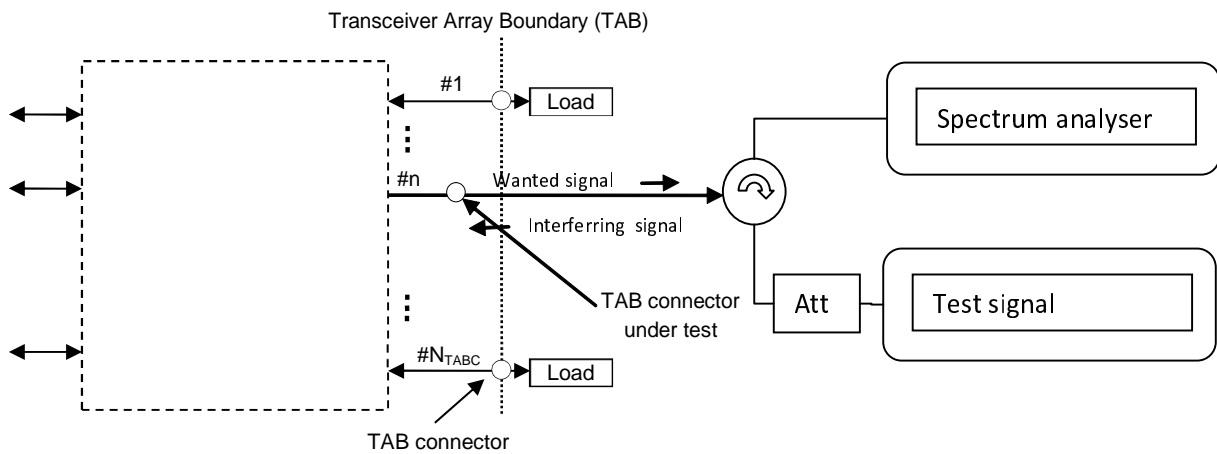 Transceiver Array Boundary (TAB)
#1
Load
Spectrum analyser
#n
Wanted signal
Interferring signal
TAB connector
under test
Att
Test signal
#NTABC
Load
TAB connector